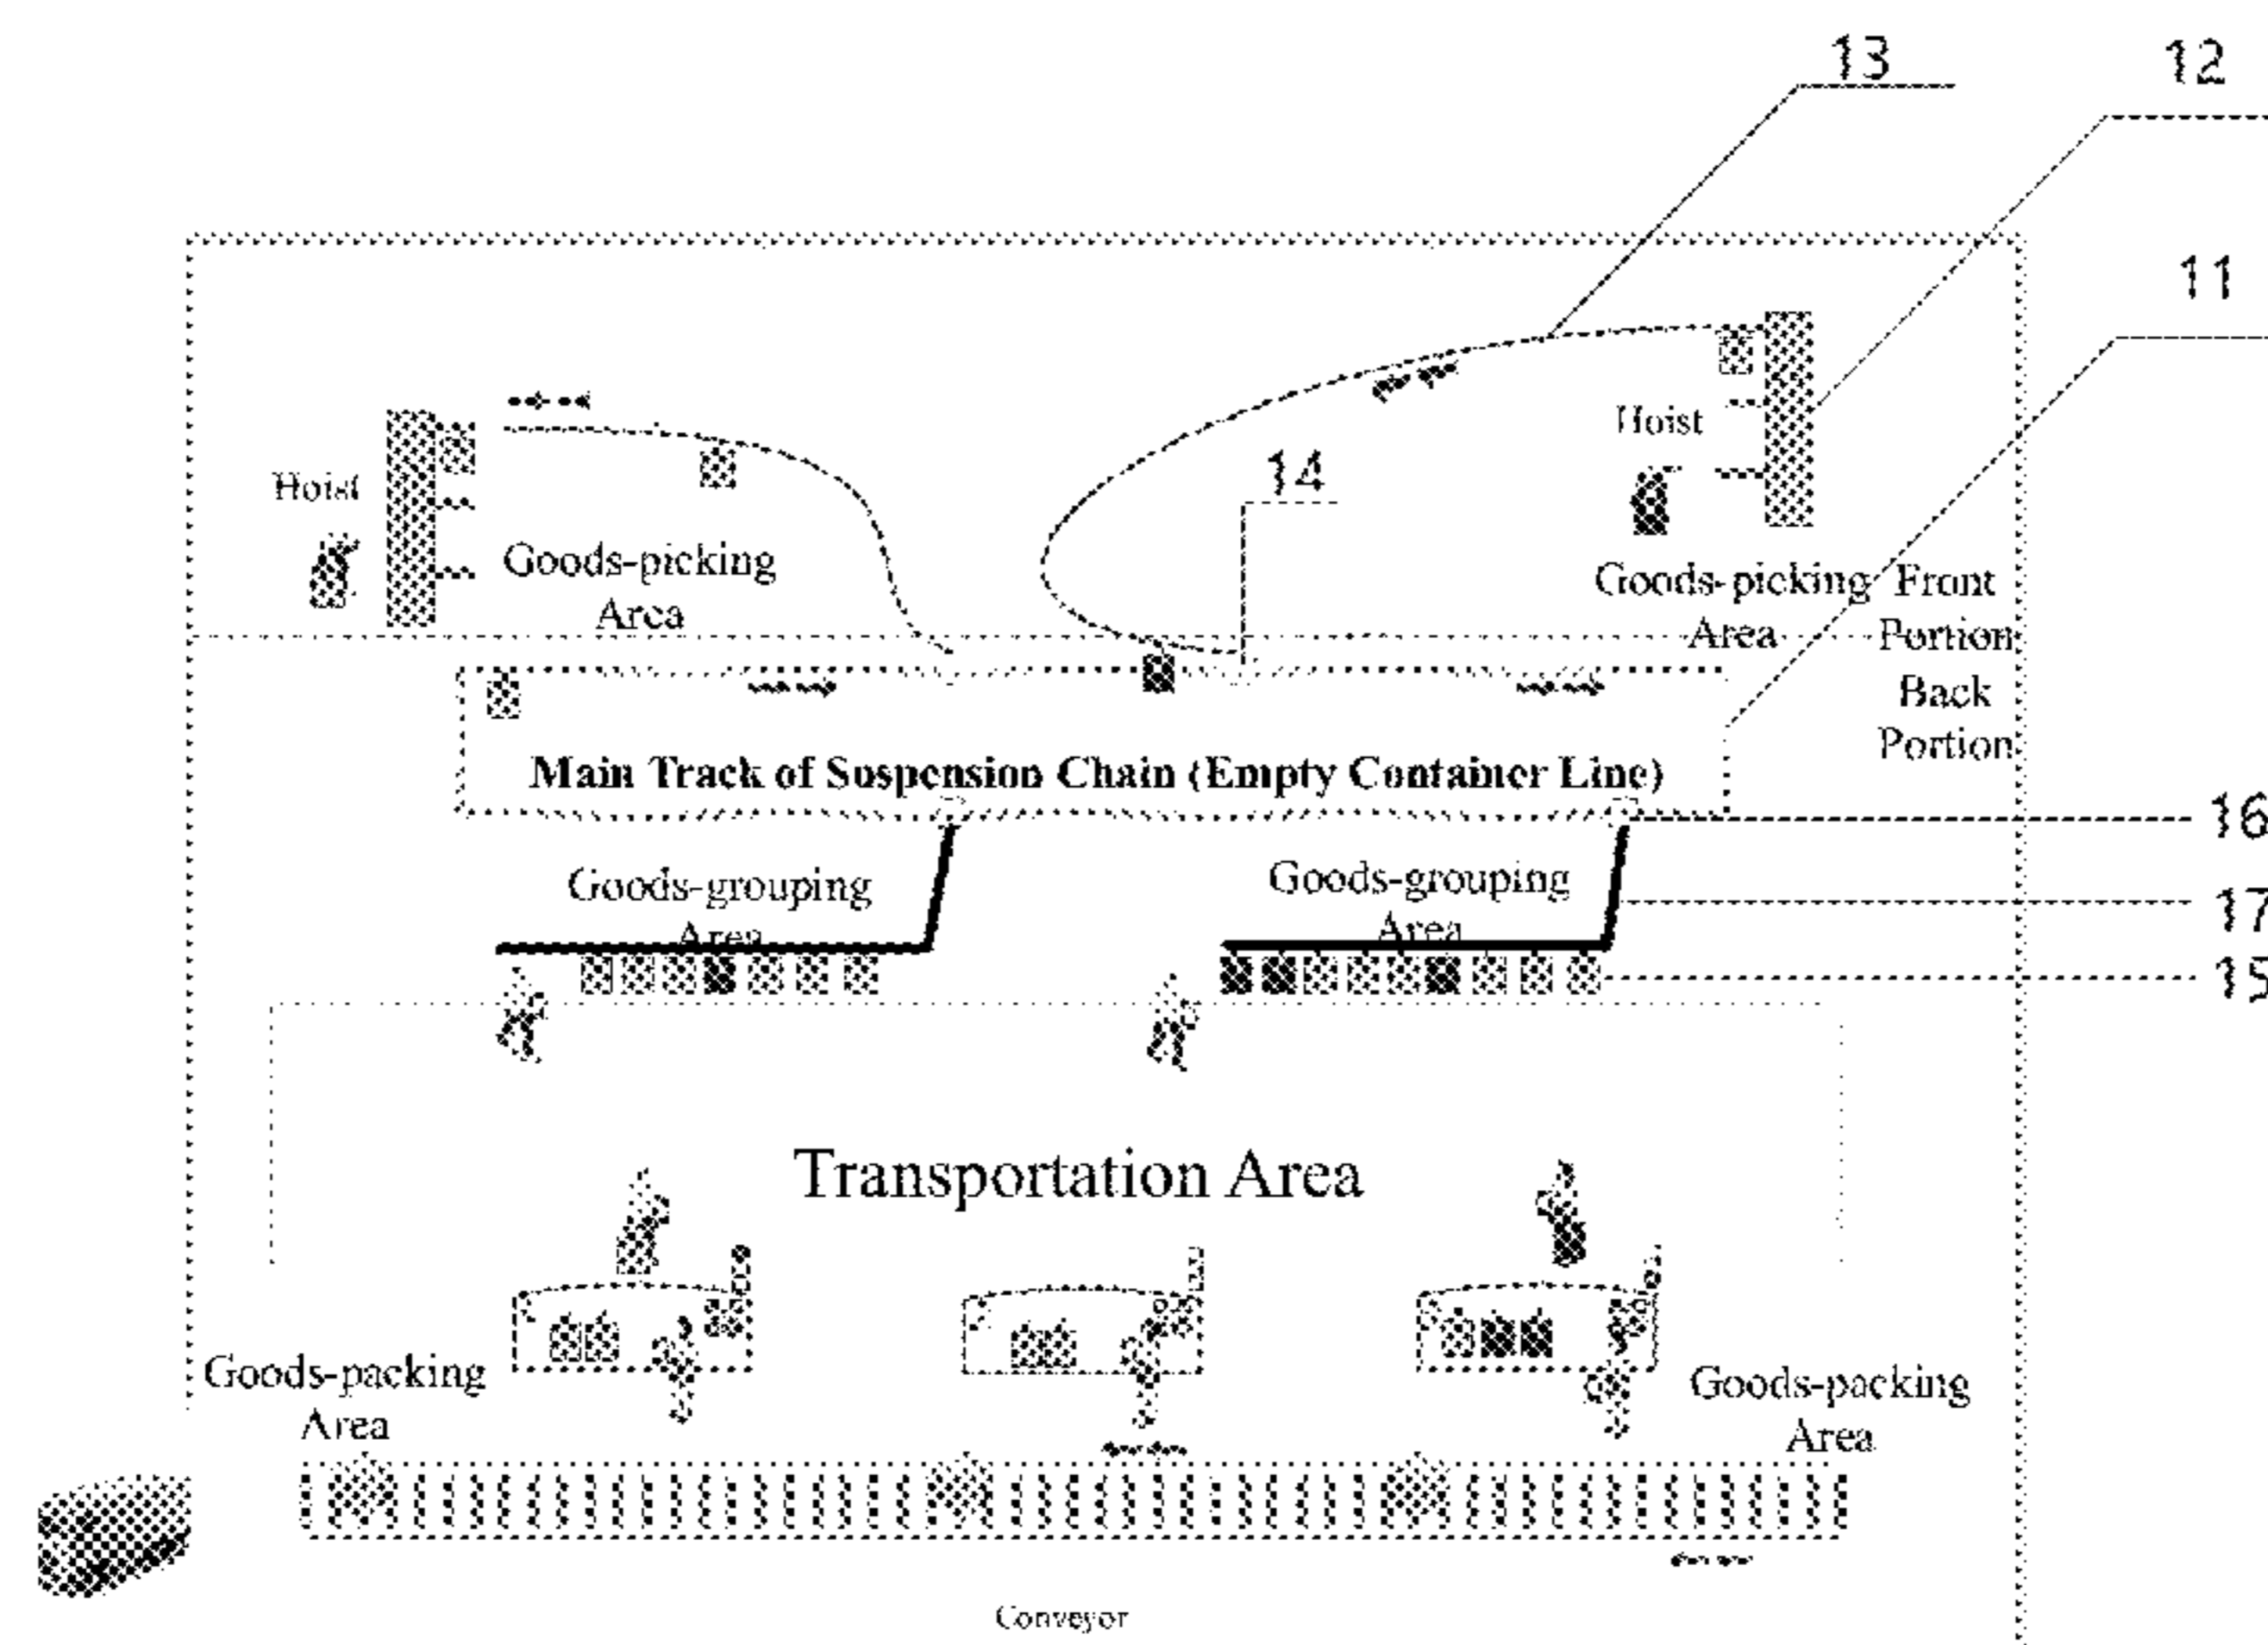 13
12
11
Hoist
14
Hoist
Goods-picking
Area
Goods-picking
Area
Front
Portion
Back
Portion
Main Track of Suspension Chain (Empty Container Line)
16
Goods-grouping
Area
Goods-grouping
Area
17
15
Transportation Area
Goods-packing
Area
Goods-packing
Area
Conveyor